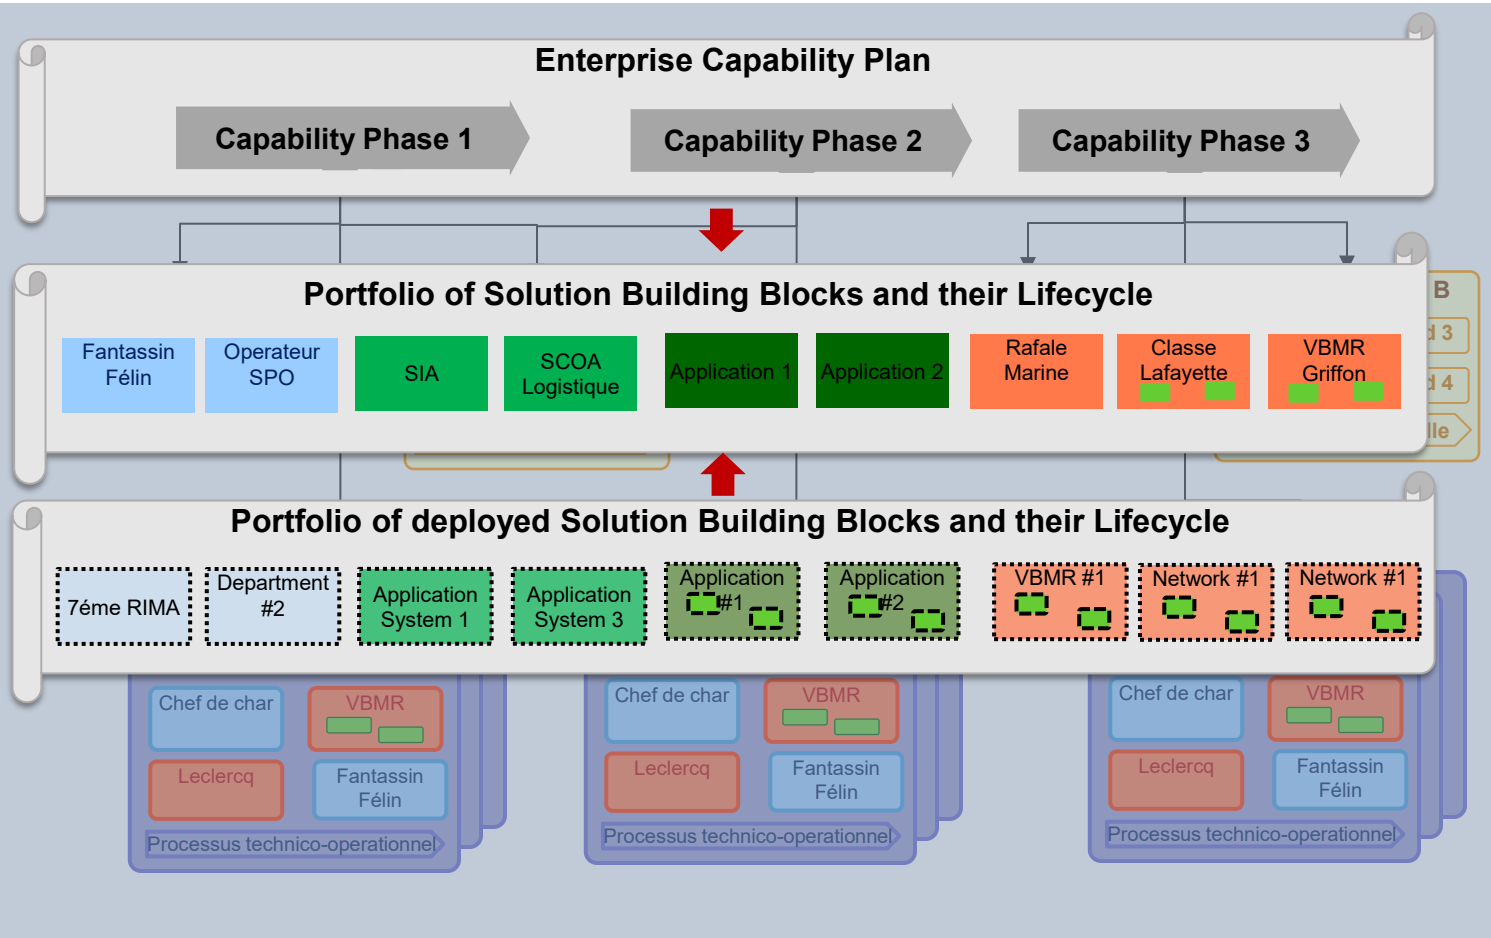 Enterprise Capability Plan
Capability Phase 1
Capability Phase 2
Capability Phase 3
Portfolio of Solution Building Blocks and their Lifecycle
B
Fantassin
Félin
Operateur
SPO
SIA
SCOA
Logistique
Application 1
Application 2
Rafale
Marine
Classe
Lafayette
VBMR
Griffon
d 3
d 4
lle
Portfolio of deployed Solution Building Blocks and their Lifecycle
7éme RIMA
Department
#2
Application
System 1
Application
System 3
Application
#1
Application
#2
VBMR #1
Network #1
Network #1
Chef de char
VBMR
Leclercq
Fantassin
Félin
Processus technico-operationnel
Chef de char
VBMR
Leclercq
Fantassin
Félin
Processus technico-operationnel
Chef de char
VBMR
Leclercq
Fantassin
Félin
Processus technico-operationnel